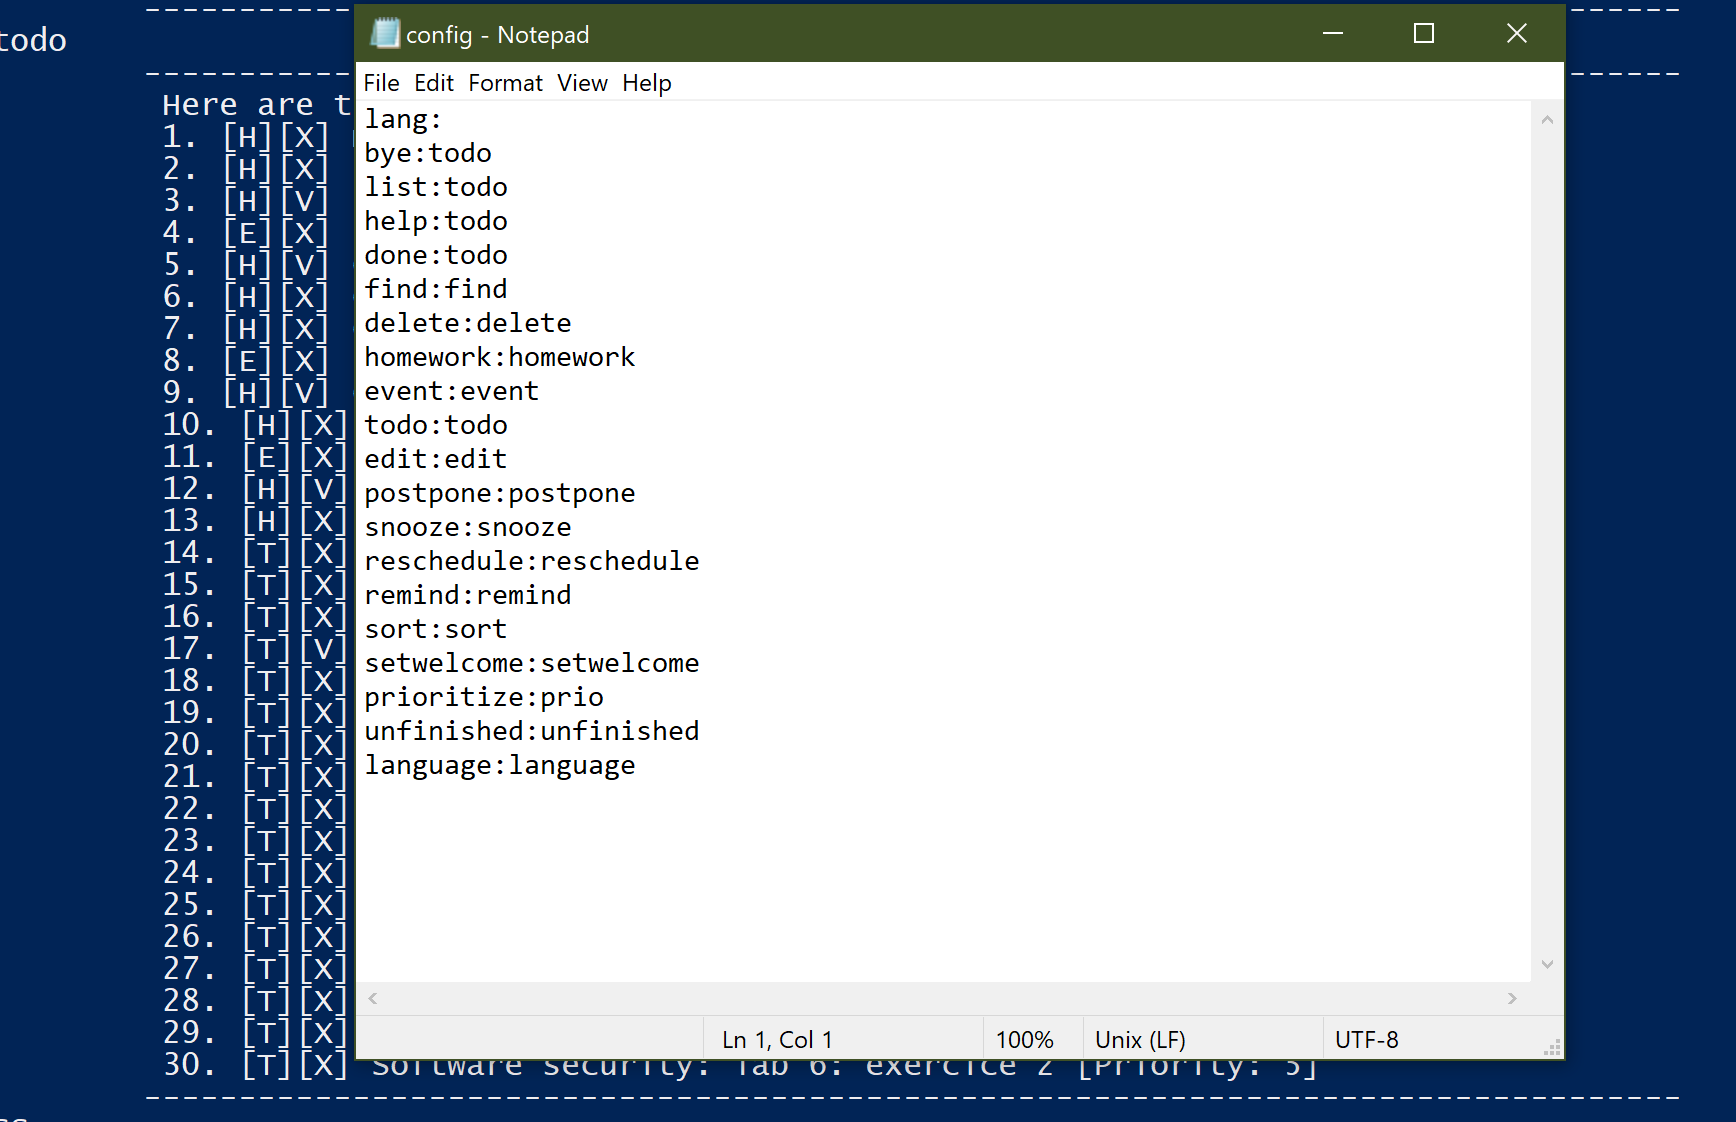 todo
Here are t
1. [H][X]
2. [H][X]
3. [H][V]
4. [E][X]
5. [H][V]
6. [H][X]
7. [H][X]
8. [E][X]
9. [H][V]
10. [H][X]
11. [E][X]
12. [H][V]
13. [H][X]
14. [T][X]
15. [T][X]
16. [T][X]
17. [T][V]
18. [T][X]
19. [T][X]
20. [T][X]
21. [T][X]
22. [T][X]
23. [T][X]
24. [T][X]
25. [T][X]
26. [T][X]
27. [T][X]
28. [T][X]
29. [T][X]
30. [T][X] Software security: lab 6: exercice 2 [Priority: 5]
config - Notepad
File Edit Format View Help
lang:
bye:todo
list:todo
help:todo
done:todo
find:find
delete:delete
homework:homework
event:event
todo:todo
edit:edit
postpone:postpone
snooze:snooze
reschedule:reschedule
remind:remind
sort:sort
setwelcome:setwelcome
prioritize:prio
unfinished:unfinished
language:language
Ln 1, Col 1 100% Unix (LF) UTF-8